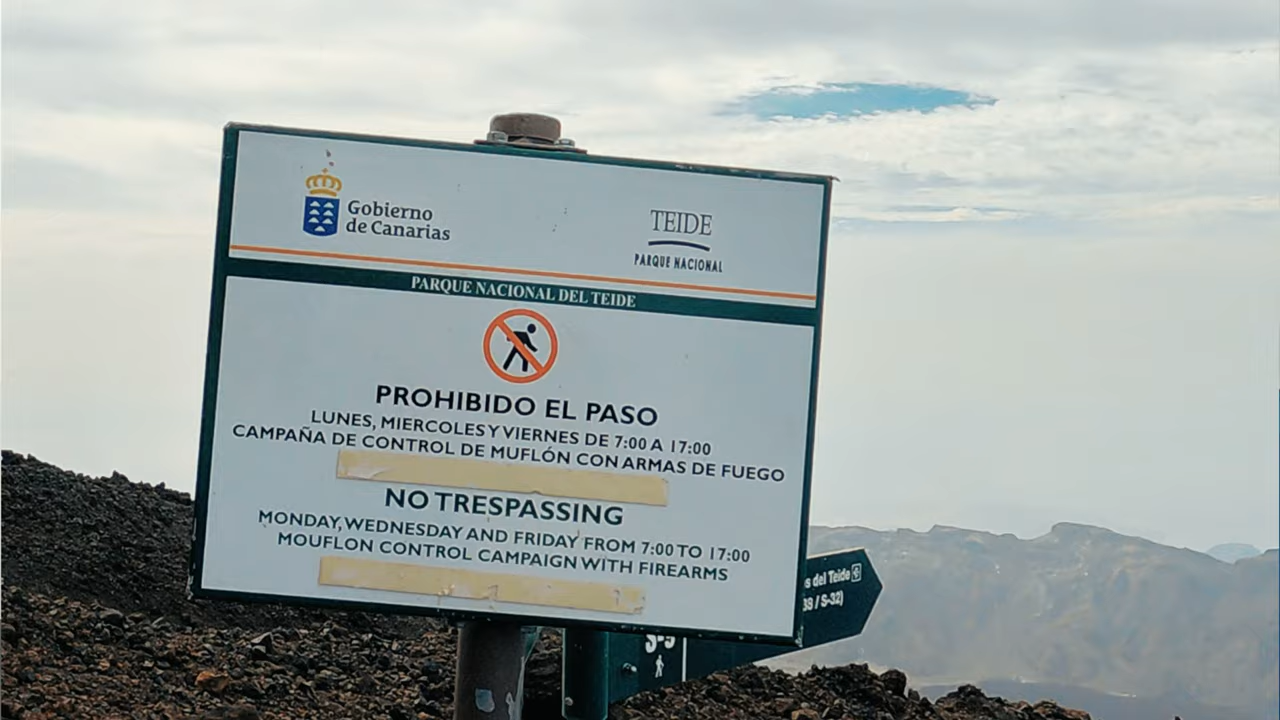 Gobierno
de Canarias
TEIDE
PARQUE NACIONAL
PARQUE NACIONAL DEL TEIDE
PROHIBIDO EL PASO
LUNES, MIERCOLES Y VIERNES DE 7:00 A 17:00
CAMPAÑA DE CONTROL DE MUFLÓN CON ARMAS DE FUEGO
NO TRESPASSING
MONDAY, WEDNESDAY AND FRIDAY FROM 7:00 TO 17:00
MOUFLON CONTROL CAMPAIGN WITH FIREARMS
s del Teide
/ S-32)